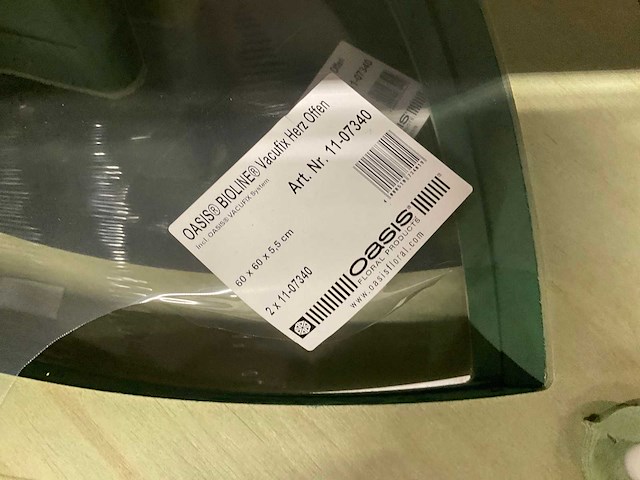 OASIS® BIOLINE® Vacufix Herz Offen
Incl. OASIS® VACUFIX System
Art. Nr. 11-07340
60 x 60 x 5,5 cm
2 x 11-07340
OASIS®
FLORAL PRODUCTS
www.oasisfloral.com